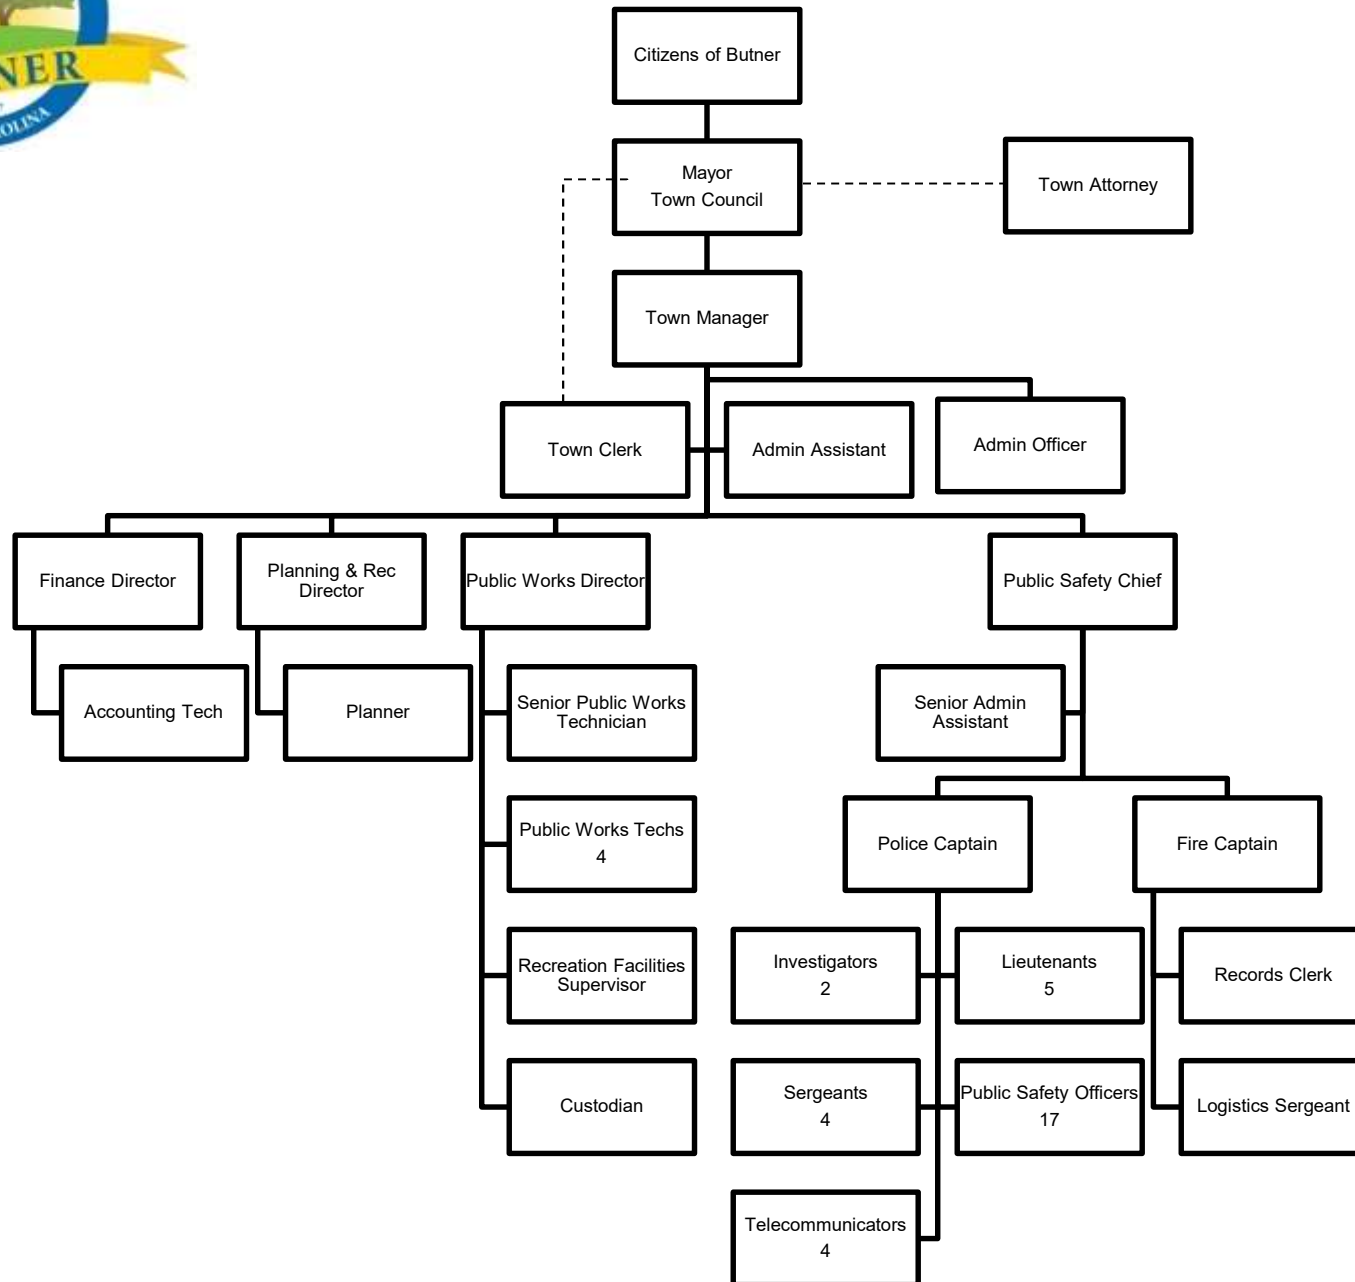 NER
OLINA
Citizens of Butner
Mayor
Town Council
Town Attorney
Town Manager
Town Clerk
Admin Assistant
Admin Officer
Finance Director
Planning & Rec
Director
Public Works Director
Public Safety Chief
Accounting Tech
Planner
Senior Public Works
Technician
Senior Admin
Assistant
Public Works Techs
4
Police Captain
Fire Captain
Recreation Facilities
Supervisor
Investigators
2
Lieutenants
5
Records Clerk
Custodian
Sergeants
4
Public Safety Officers
17
Logistics Sergeant
Telecommunicators
4